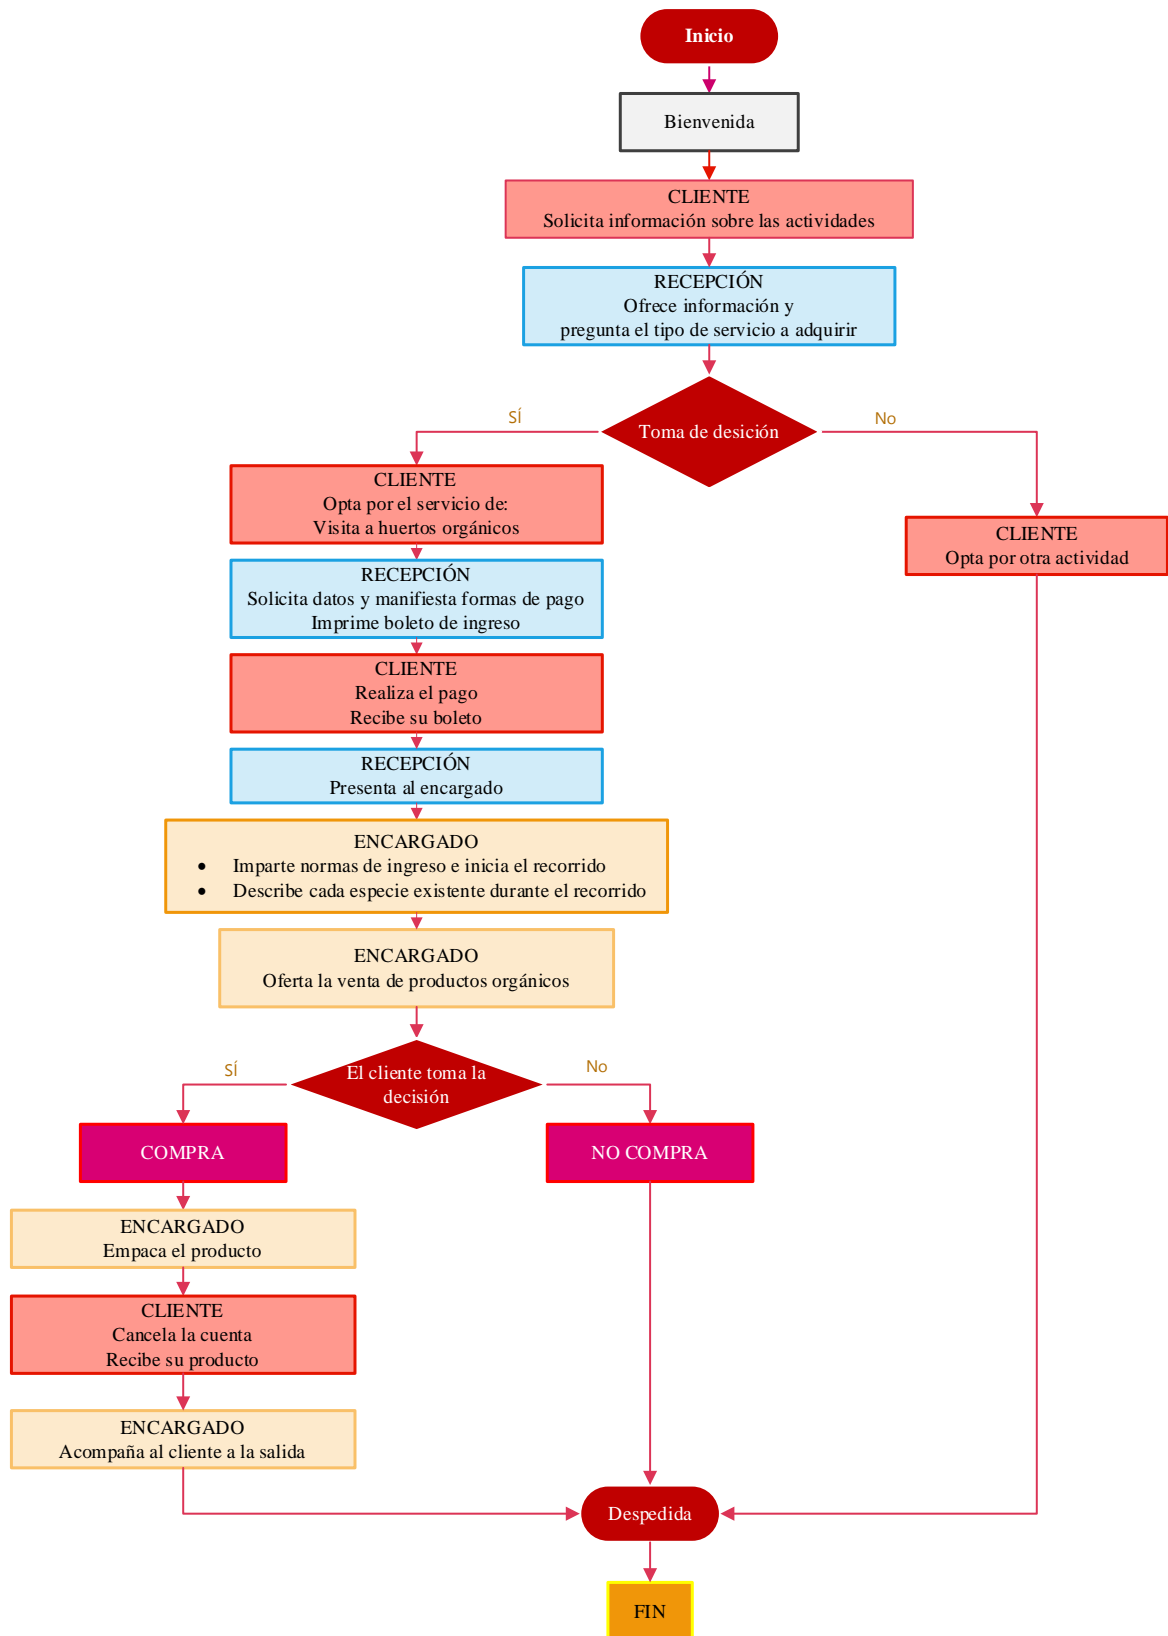 Inicio
Bienvenida
CLIENTE
Solicita información sobre las actividades
RECEPCIÓN
Ofrece información y
pregunta el tipo de servicio a adquirir
Toma de desición
SÍ
No
CLIENTE
Opta por el servicio de:
Visita a huertos orgánicos
CLIENTE
Opta por otra actividad
RECEPCIÓN
Solicita datos y manifiesta formas de pago
Imprime boleto de ingreso
CLIENTE
Realiza el pago
Recibe su boleto
RECEPCIÓN
Presenta al encargado
ENCARGADO
• Imparte normas de ingreso e inicia el recorrido
• Describe cada especie existente durante el recorrido
ENCARGADO
Oferta la venta de productos orgánicos
El cliente toma la
decisión
SÍ
No
COMPRA
NO COMPRA
ENCARGADO
Empaca el producto
CLIENTE
Cancela la cuenta
Recibe su producto
ENCARGADO
Acompaña al cliente a la salida
Despedida
FIN